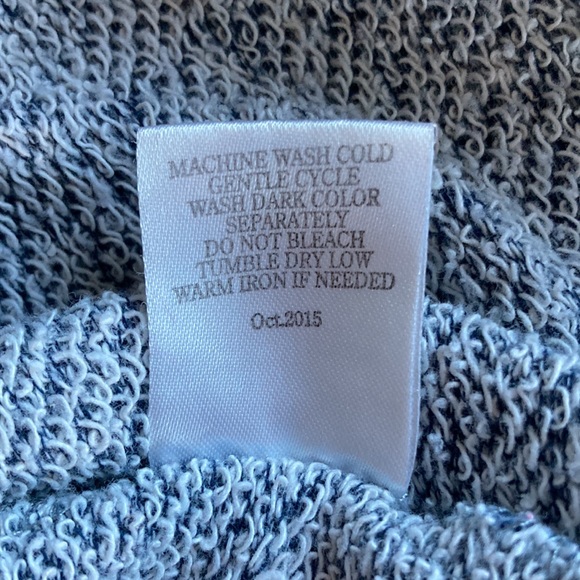 MACHINE WASH COLD
GENTLE CYCLE
WASH DARK COLOR
SEPARATELY
DO NOT BLEACH
TUMBLE DRY LOW
WARM IRON IF NEEDED
Oct.2015